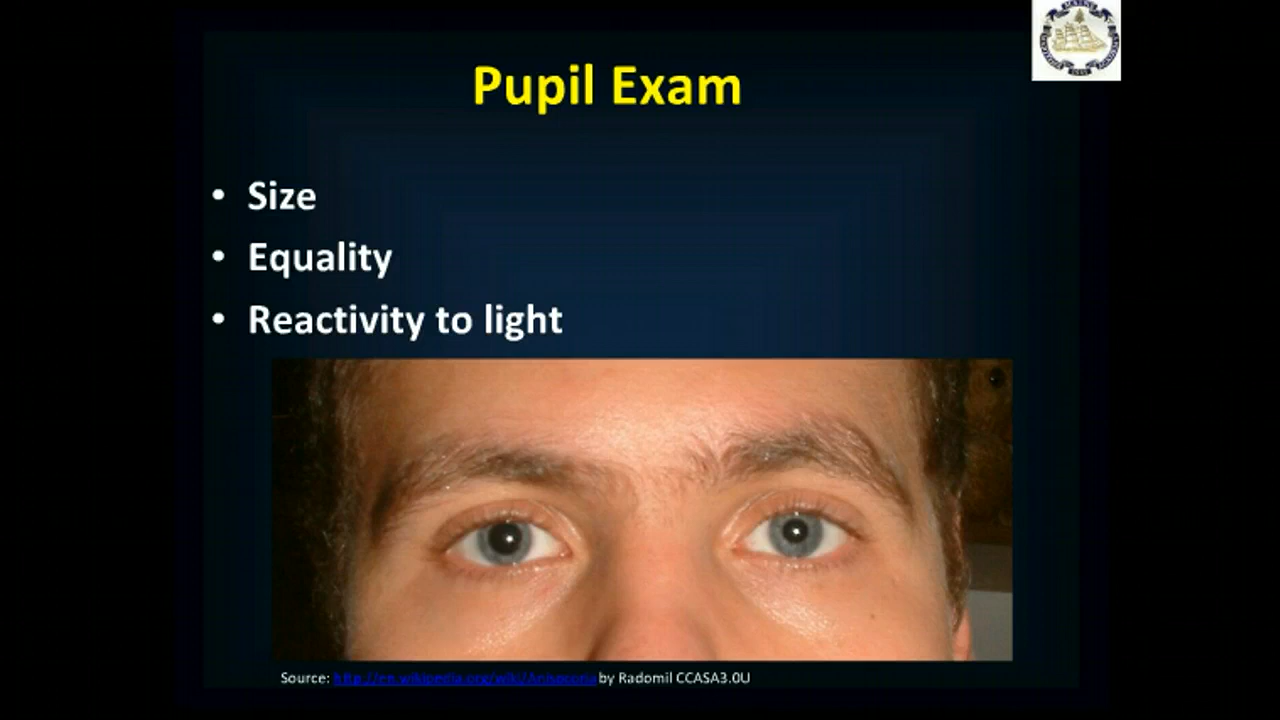 Pupil Exam
• Size
• Equality
• Reactivity to light
Source: http://en.wikipedia.org/wiki/Anisocoria by Radomil CCASA3.0U